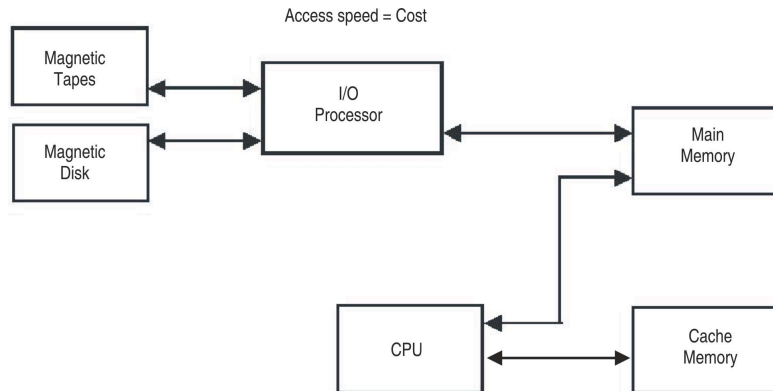 Access speed = Cost
Magnetic
Tapes
I/O
Processor
Magnetic
Disk
Main
Memory
CPU
Cache
Memory